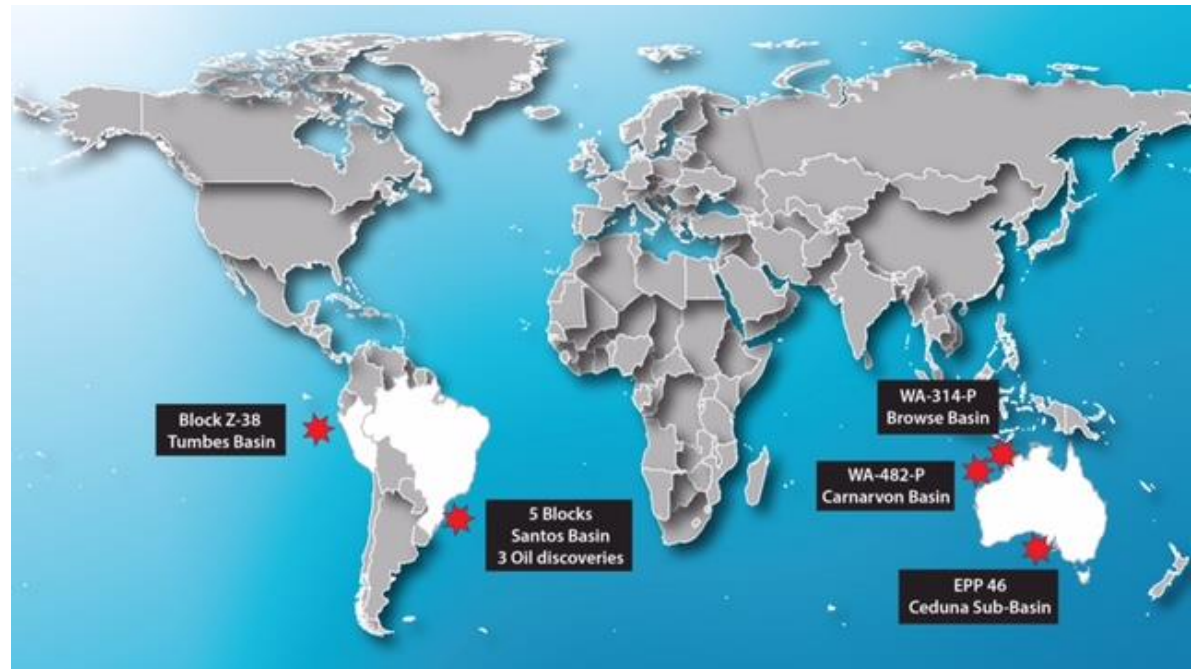 Block Z-38
Tumbes Basin
5 Blocks
Santos Basin
3 Oil discoveries
WA-314-P
Browse Basin
WA-482-P
Carnarvon Basin
EPP 46
Ceduna Sub-Basin